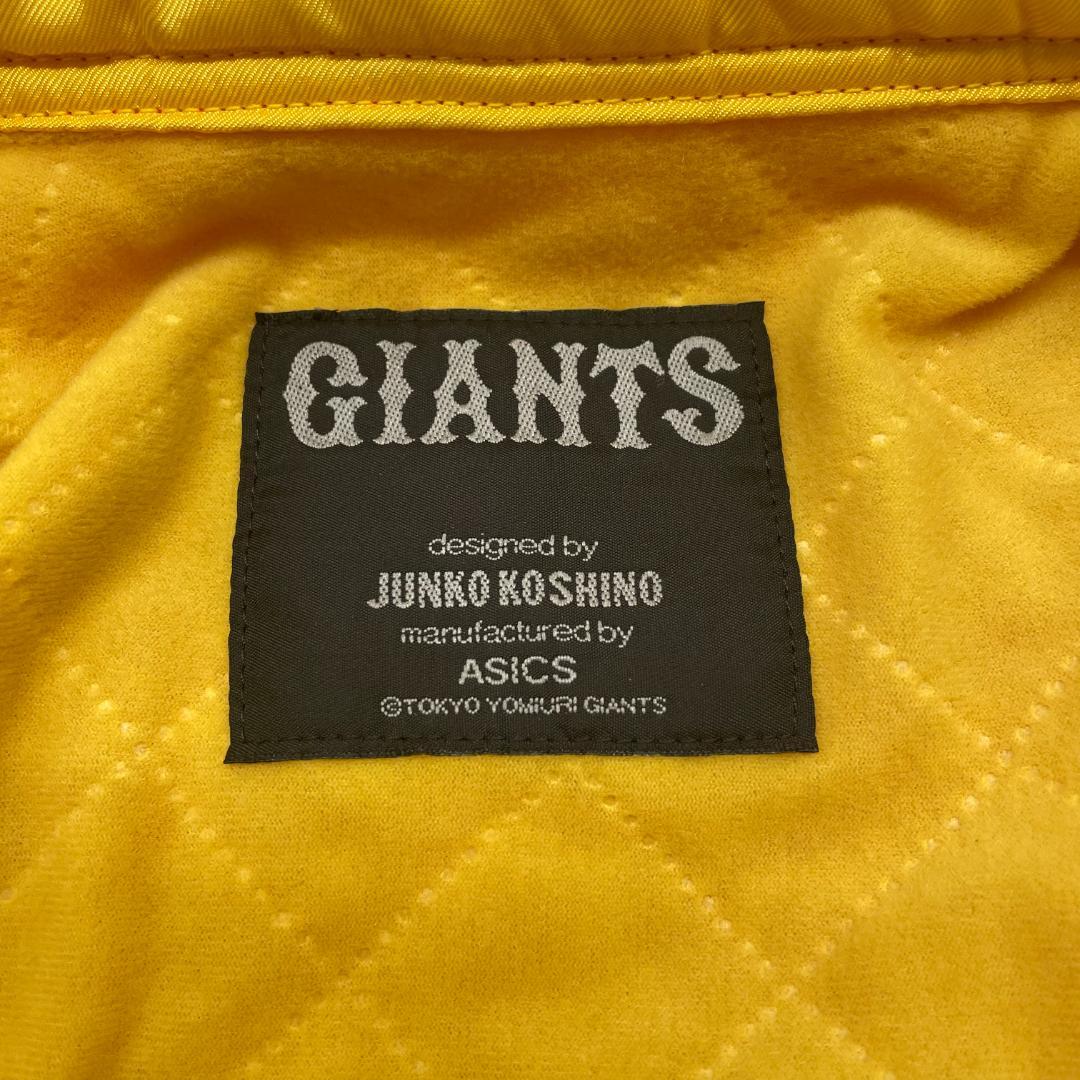 GIANTS
designed by
JUNKO KOSHINO
manufactured by
ASICS
©TOKYO YOMIURI GIANTS